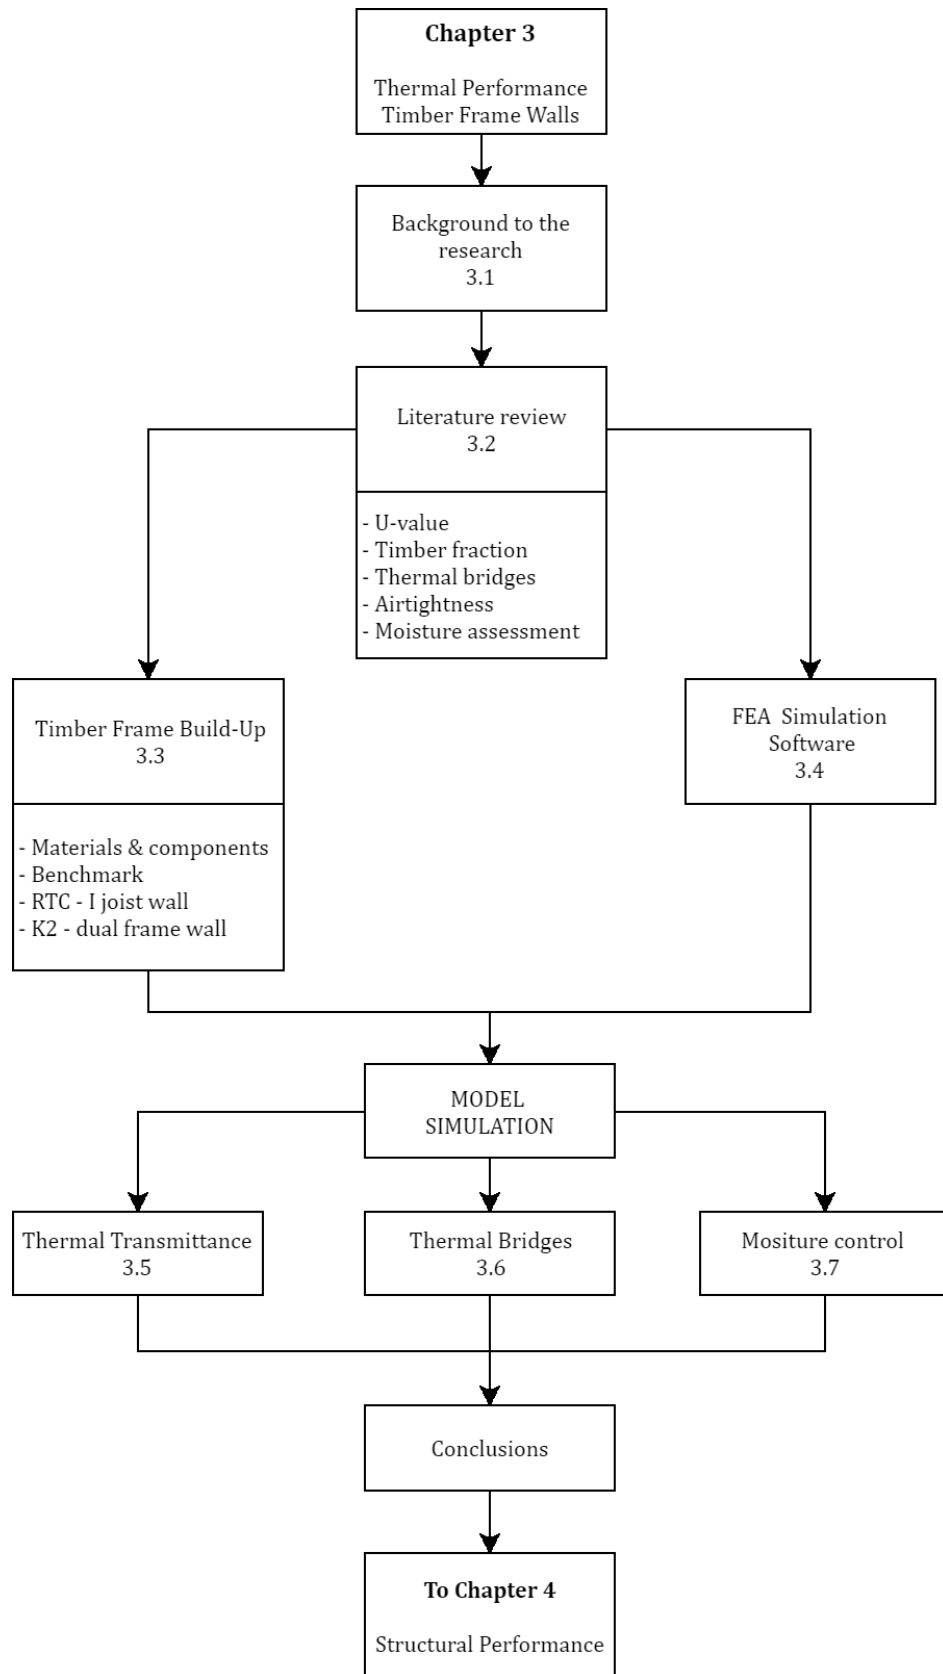 Chapter 3
Thermal Performance
Timber Frame Walls
Background to the
research
3.1
Literature review
3.2
- U-value
- Timber fraction
- Thermal bridges
- Airtightness
- Moisture assessment
Timber Frame Build-Up
3.3
- Materials & components
- Benchmark
- RTC - I joist wall
- K2 - dual frame wall
FEA  Simulation
Software
3.4
MODEL
SIMULATION
Thermal Transmittance
3.5
Thermal Bridges
3.6
Mositure control
3.7
Conclusions
To Chapter 4
Structural Performance